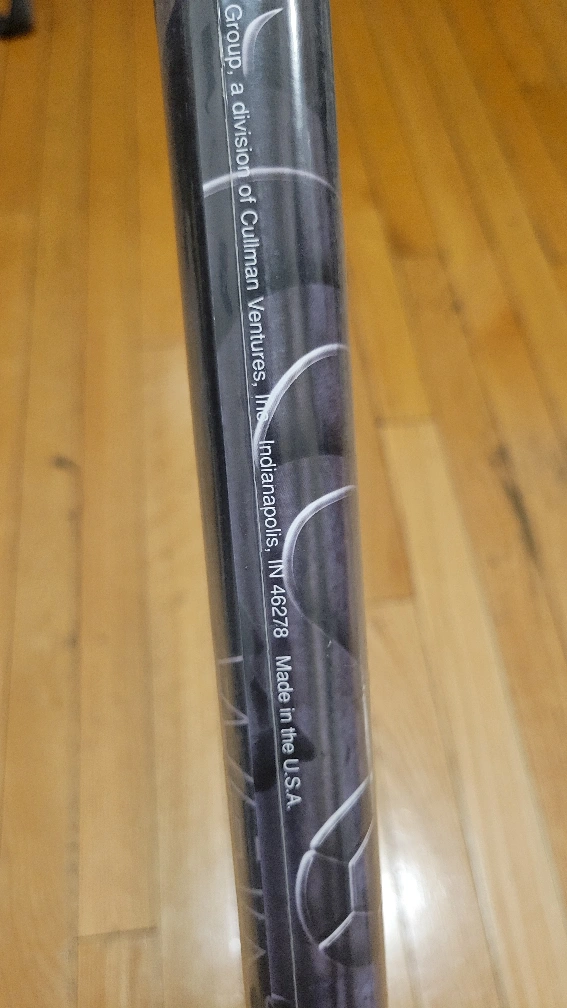 Group, a division of Cullman Ventures, Inc. Indianapolis, IN 46278 Made in the U.S.A.